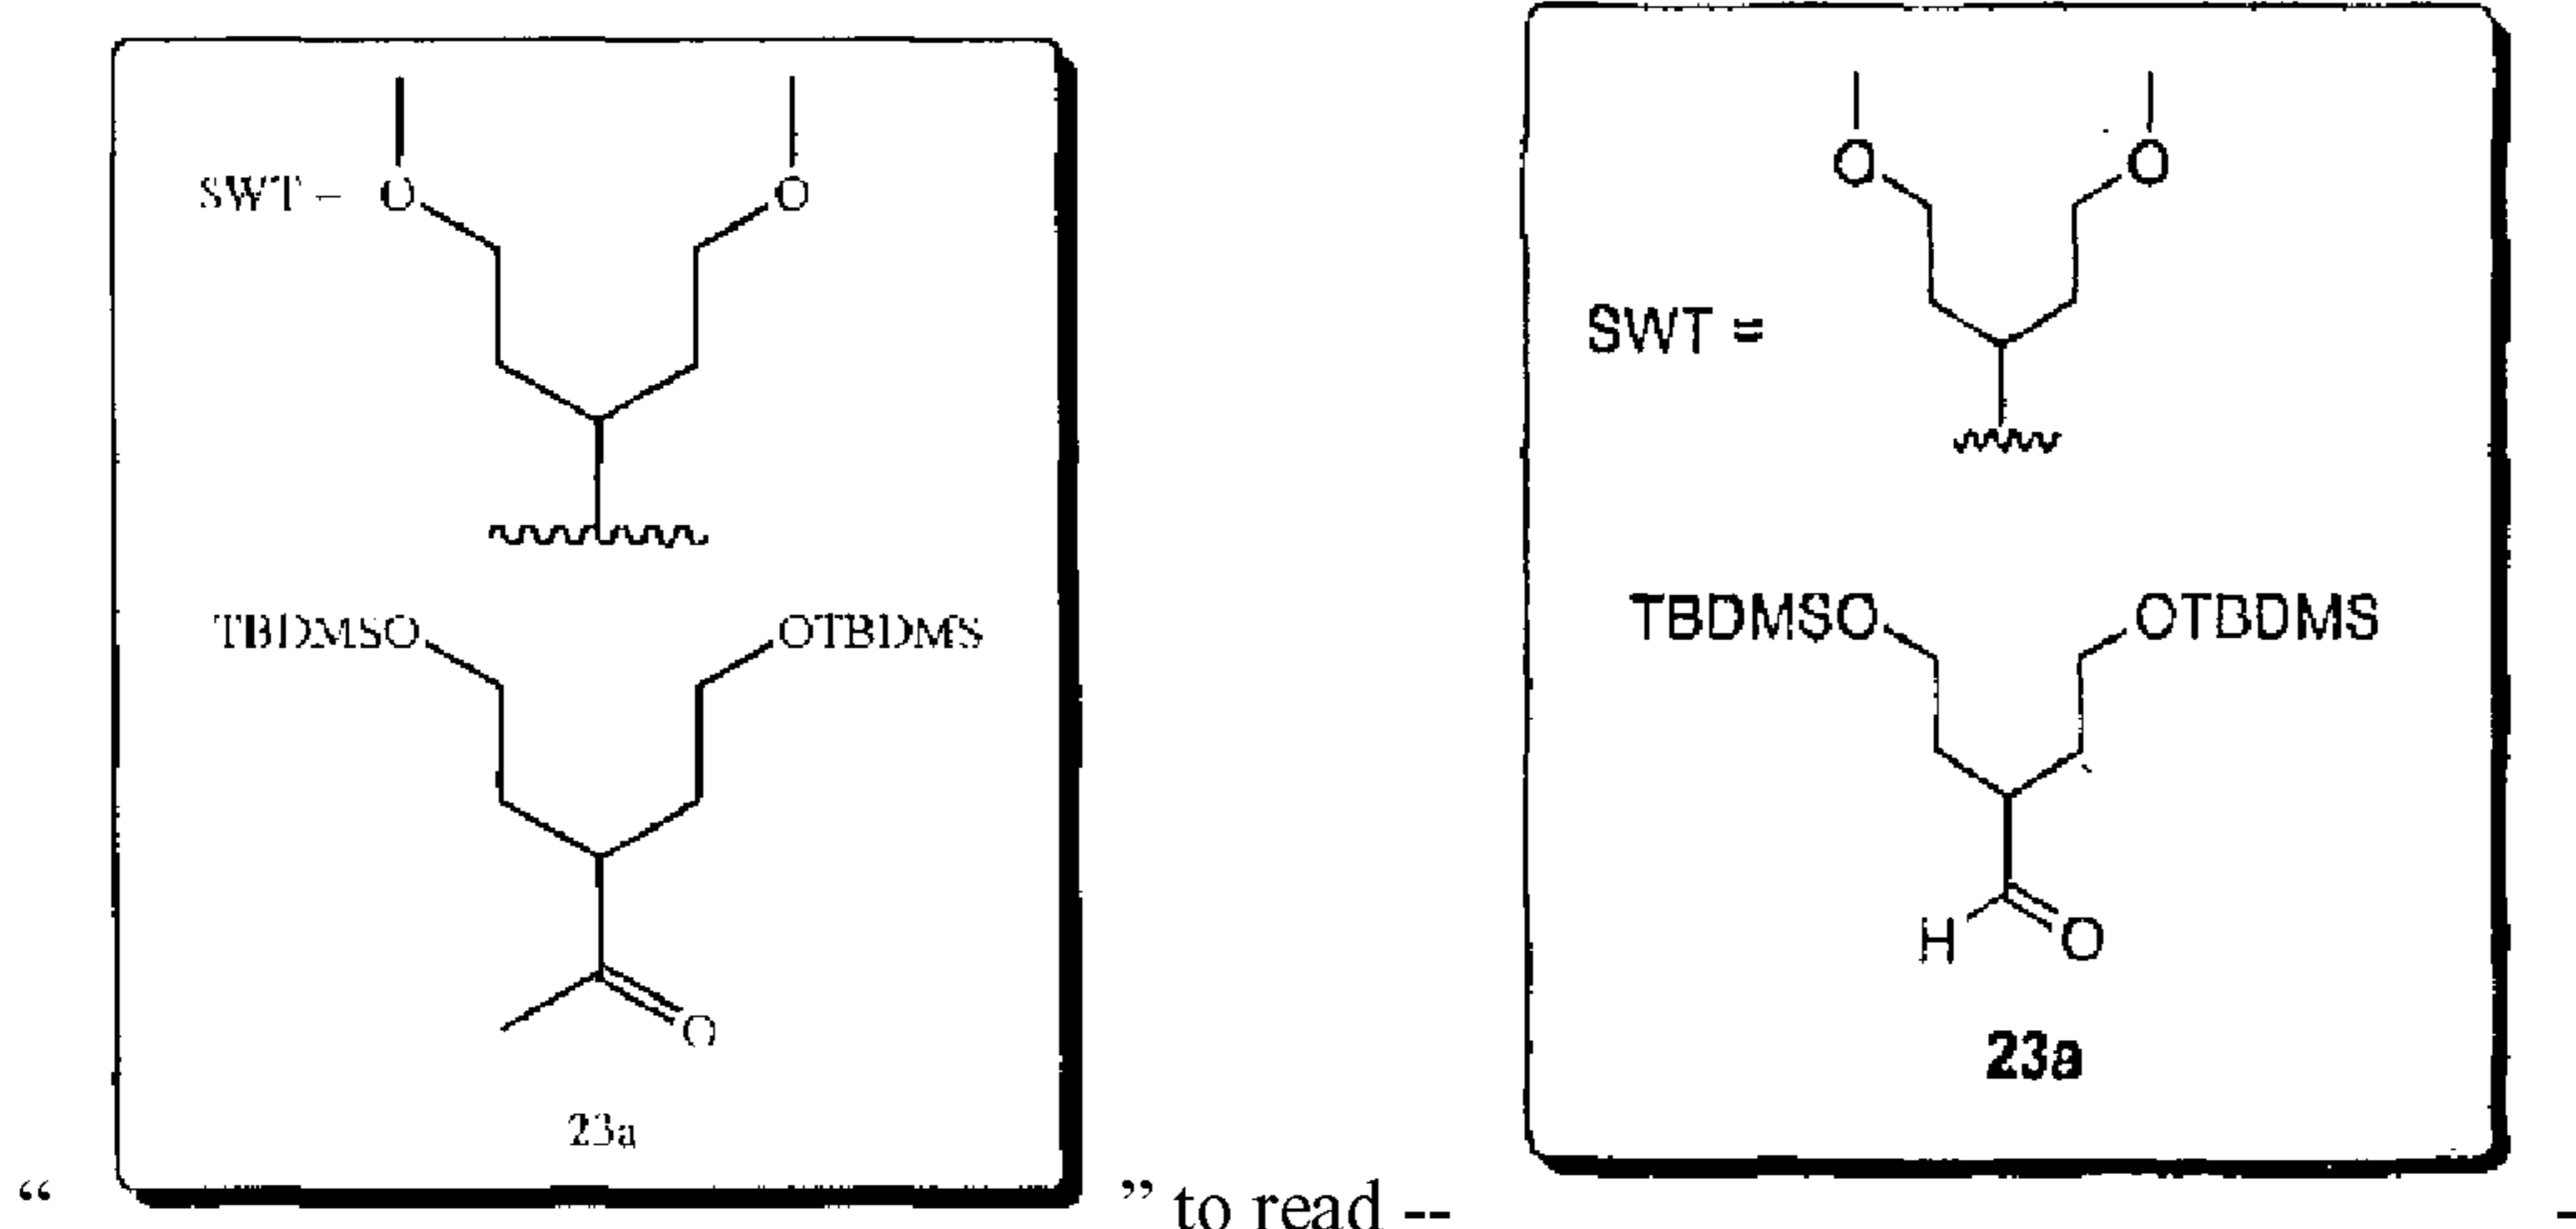 O O
SWT – O O
SWT =
TBDMSO OTBDMS
TBDMSO OTBDMS
H O
O
23a
23a
“ ” to read -- -